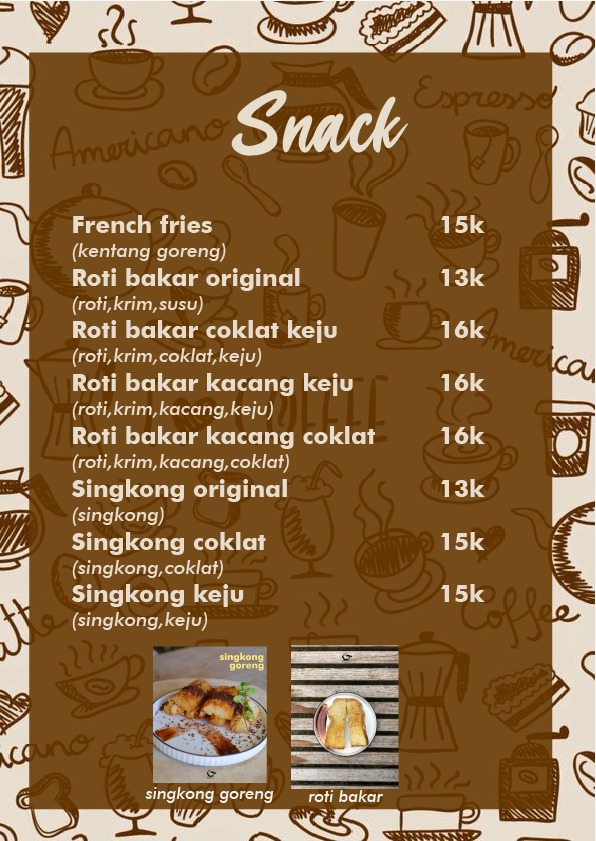 Snack
Americano
Espresso
French fries 15k
(kentang goreng)
Roti bakar original 13k
(roti,krim,susu)
Roti bakar coklat keju 16k
(roti,krim,coklat,keju)
Roti bakar kacang keju 16k
(roti,krim,kacang,keju)
Roti bakar kacang coklat 16k
(roti,krim,kacang,coklat)
Singkong original 13k
(singkong)
Singkong coklat 15k
(singkong,coklat)
Singkong keju 15k
(singkong,keju)
Coffee
singkong
goreng
singkong goreng
roti bakar